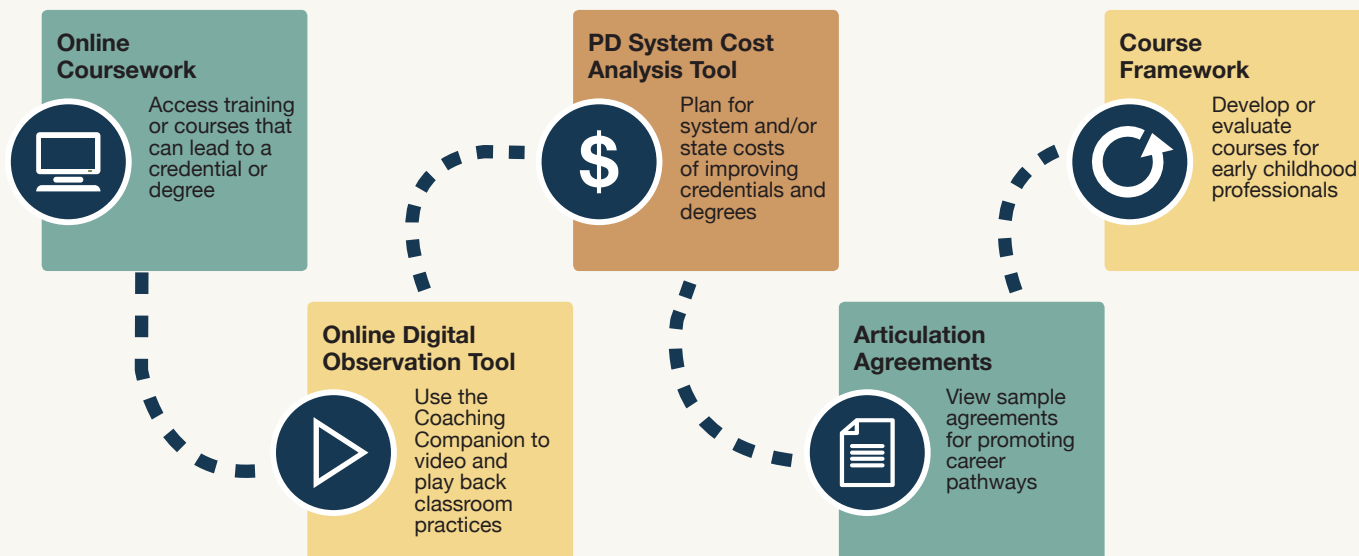 Online
Coursework
Access training
or courses that
can lead to a
credential or
degree
Online Digital
Observation Tool
Use the
Coaching
Companion to
video and
play back
classroom
practices
PD System Cost
Analysis Tool
$
Plan for
system and/or
state costs
of improving
credentials and
degrees
Articulation
Agreements
View sample
agreements
for promoting
career
pathways
Course
Framework
Develop or
evaluate
courses for
early childhood
professionals